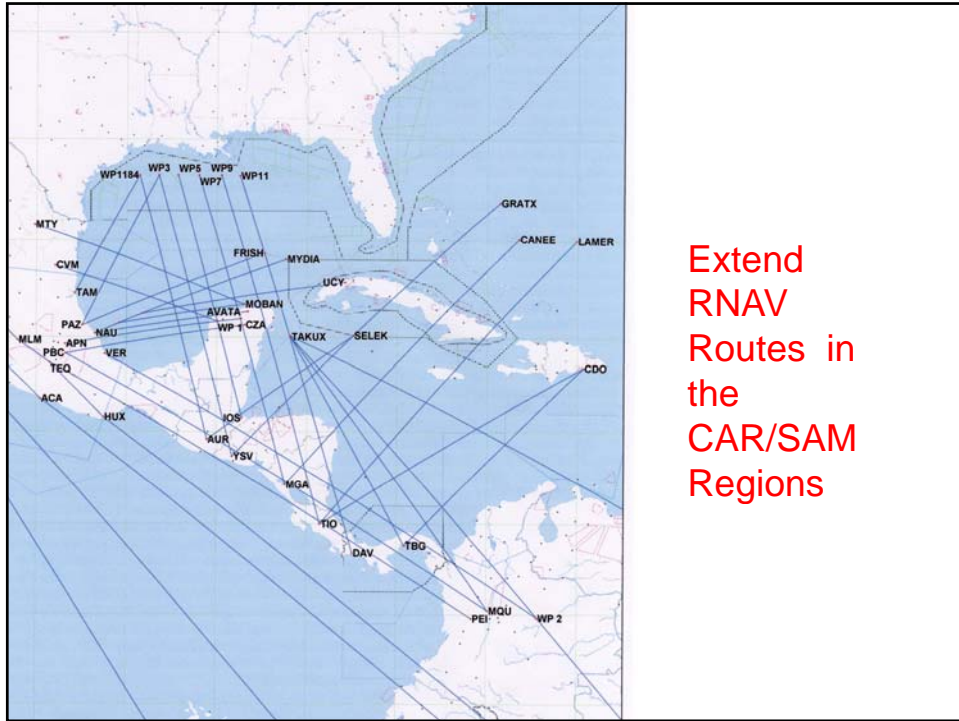 WP3 WP5 WP9
WP1184 WP7 WP11
GRATX
MTY
CANEE LAMER
FRISH MYDIA
CVM
UCY
TAM
MOBAN
AVATA
PAZ NAU WP 1 CZA
MLM APN TAKUX SELEK
PBC VER
TEQ CDO
ACA
HUX JOS
AUR
YSV
MGA
TIO
DAV TBG
PEI MQU WP 2
Extend
RNAV
Routes in
the
CAR/SAM
Regions